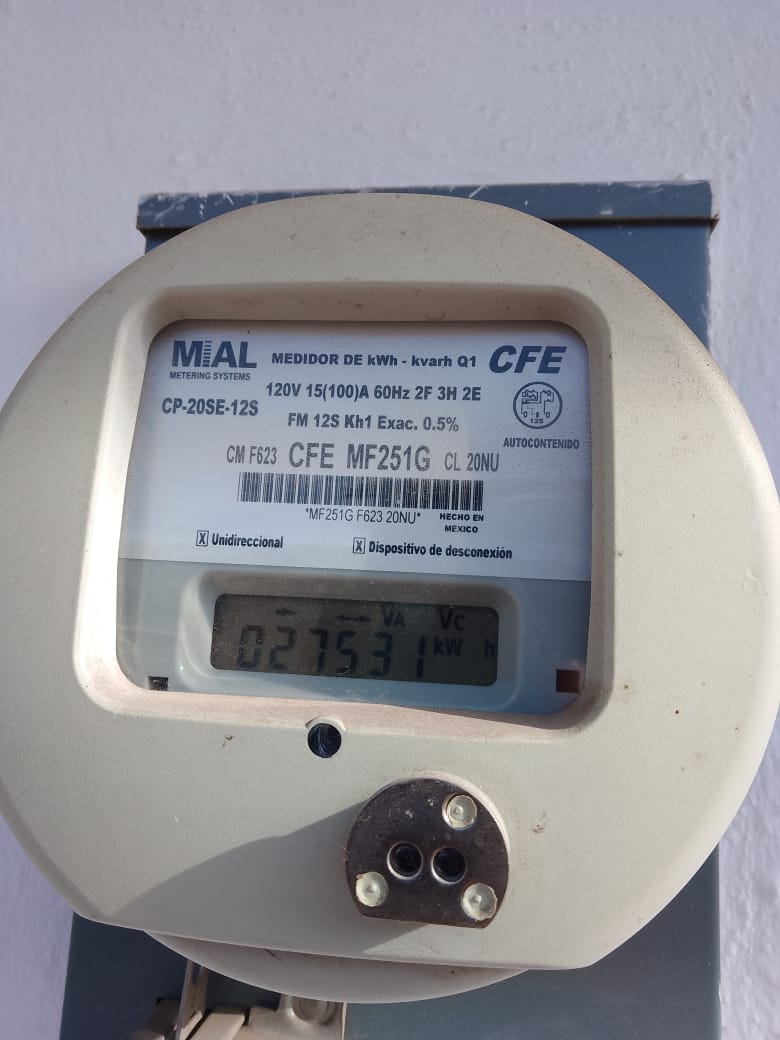 MIAL MEDIDOR DE kWh - kvarh Q1 CFE
METERING SYSTEMS
120V 15(100)A 60Hz 2F 3H 2E
CP-20SE-12S
FM 12S Kh1 Exac. 0.5%
12S
AUTOCONTENIDO
CM F623 CFE MF251G CL 20NU
*MF251G F623 20NU* HECHO EN
MEXICO
X Unidireccional X Dispositivo de desconexión
VA VC
027531 kW h